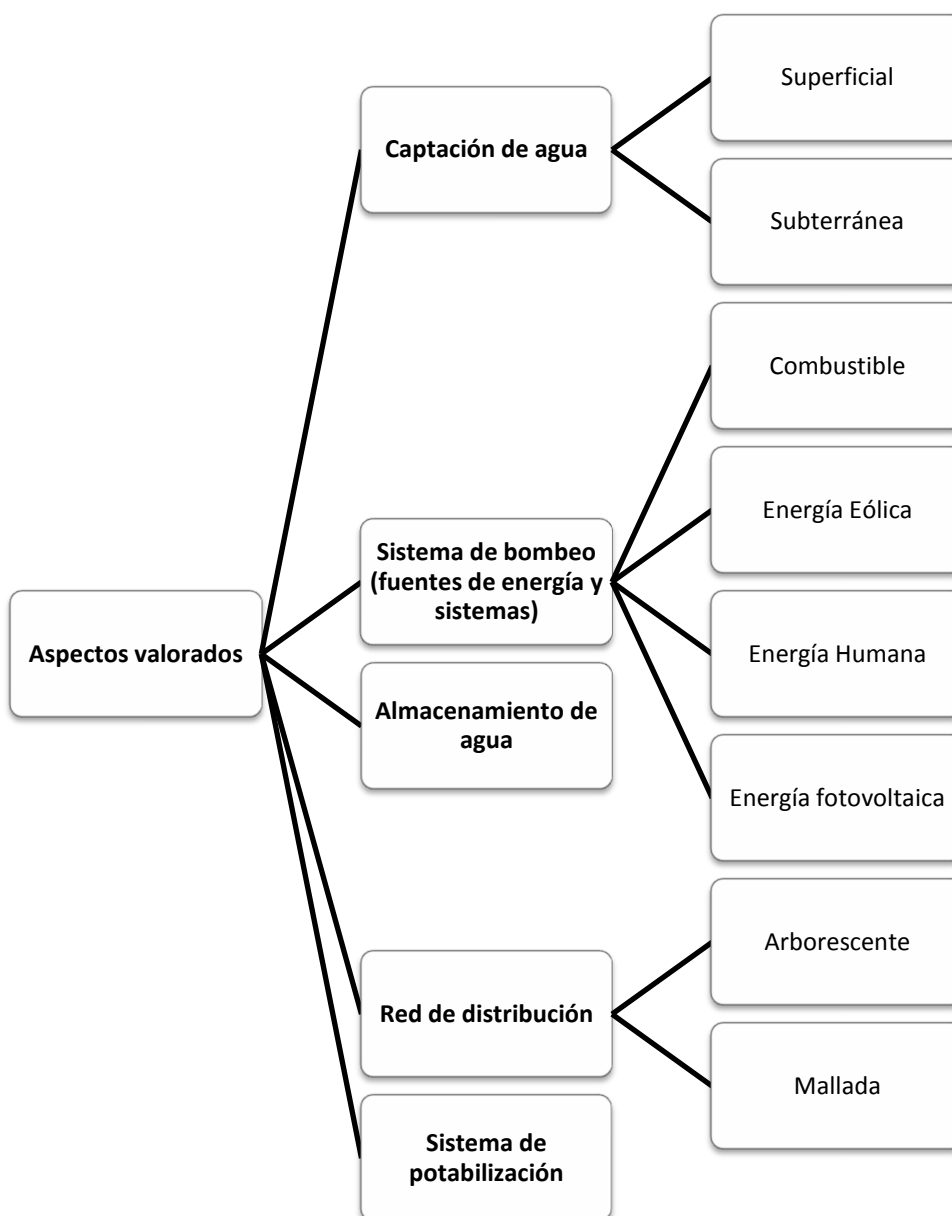 Aspectos valorados
Captación de agua
Superficial
Subterránea
Sistema de bombeo
(fuentes de energía y
sistemas)
Combustible
Energía Eólica
Energía Humana
Energía fotovoltaica
Almacenamiento de
agua
Red de distribución
Arborescente
Mallada
Sistema de
potabilización